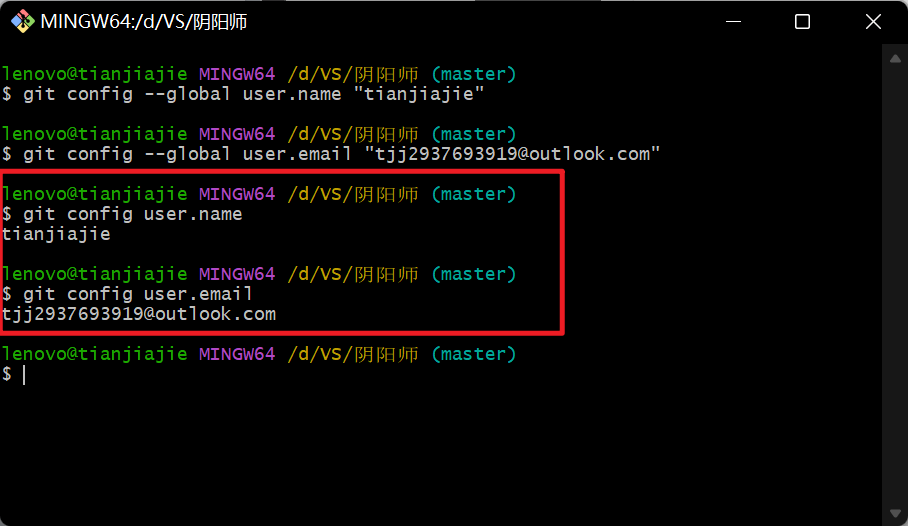 MINGW64:/d/VS/阴阳师
lenovo@tianjiajie MINGW64 /d/VS/阴阳师 (master)
$ git config --global user.name "tianjiajie"
lenovo@tianjiajie MINGW64 /d/VS/阴阳师 (master)
$ git config --global user.email "tjj2937693919@outlook.com"
lenovo@tianjiajie MINGW64 /d/VS/阴阳师 (master)
$ git config user.name
tianjiajie
lenovo@tianjiajie MINGW64 /d/VS/阴阳师 (master)
$ git config user.email
tjj2937693919@outlook.com
lenovo@tianjiajie MINGW64 /d/VS/阴阳师 (master)
$